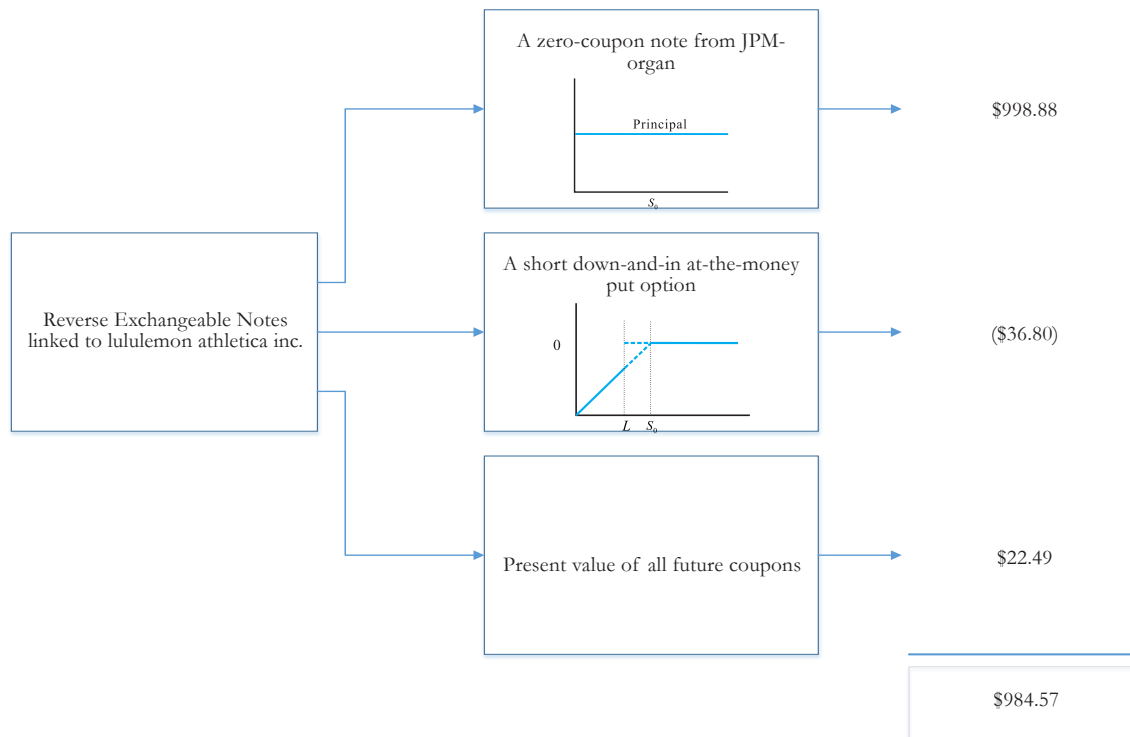 A zero-coupon note from JPM-
organ
Principal
S₀
$998.88
Reverse Exchangeable Notes
linked to lululemon athletica inc.
A short down-and-in at-the-money
put option
0
L S₀
($36.80)
Present value of all future coupons
$22.49
$984.57